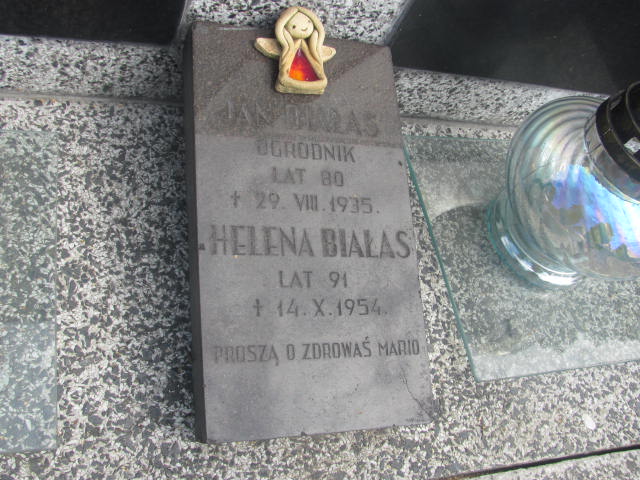 JAN BIAŁAS
OGRODNIK
LAT 80
† 29. VIII. 1935.
HELENA BIAŁAS
LAT 91
† 14. X. 1954.
PROSZĄ O ZDROWAŚ MARIO